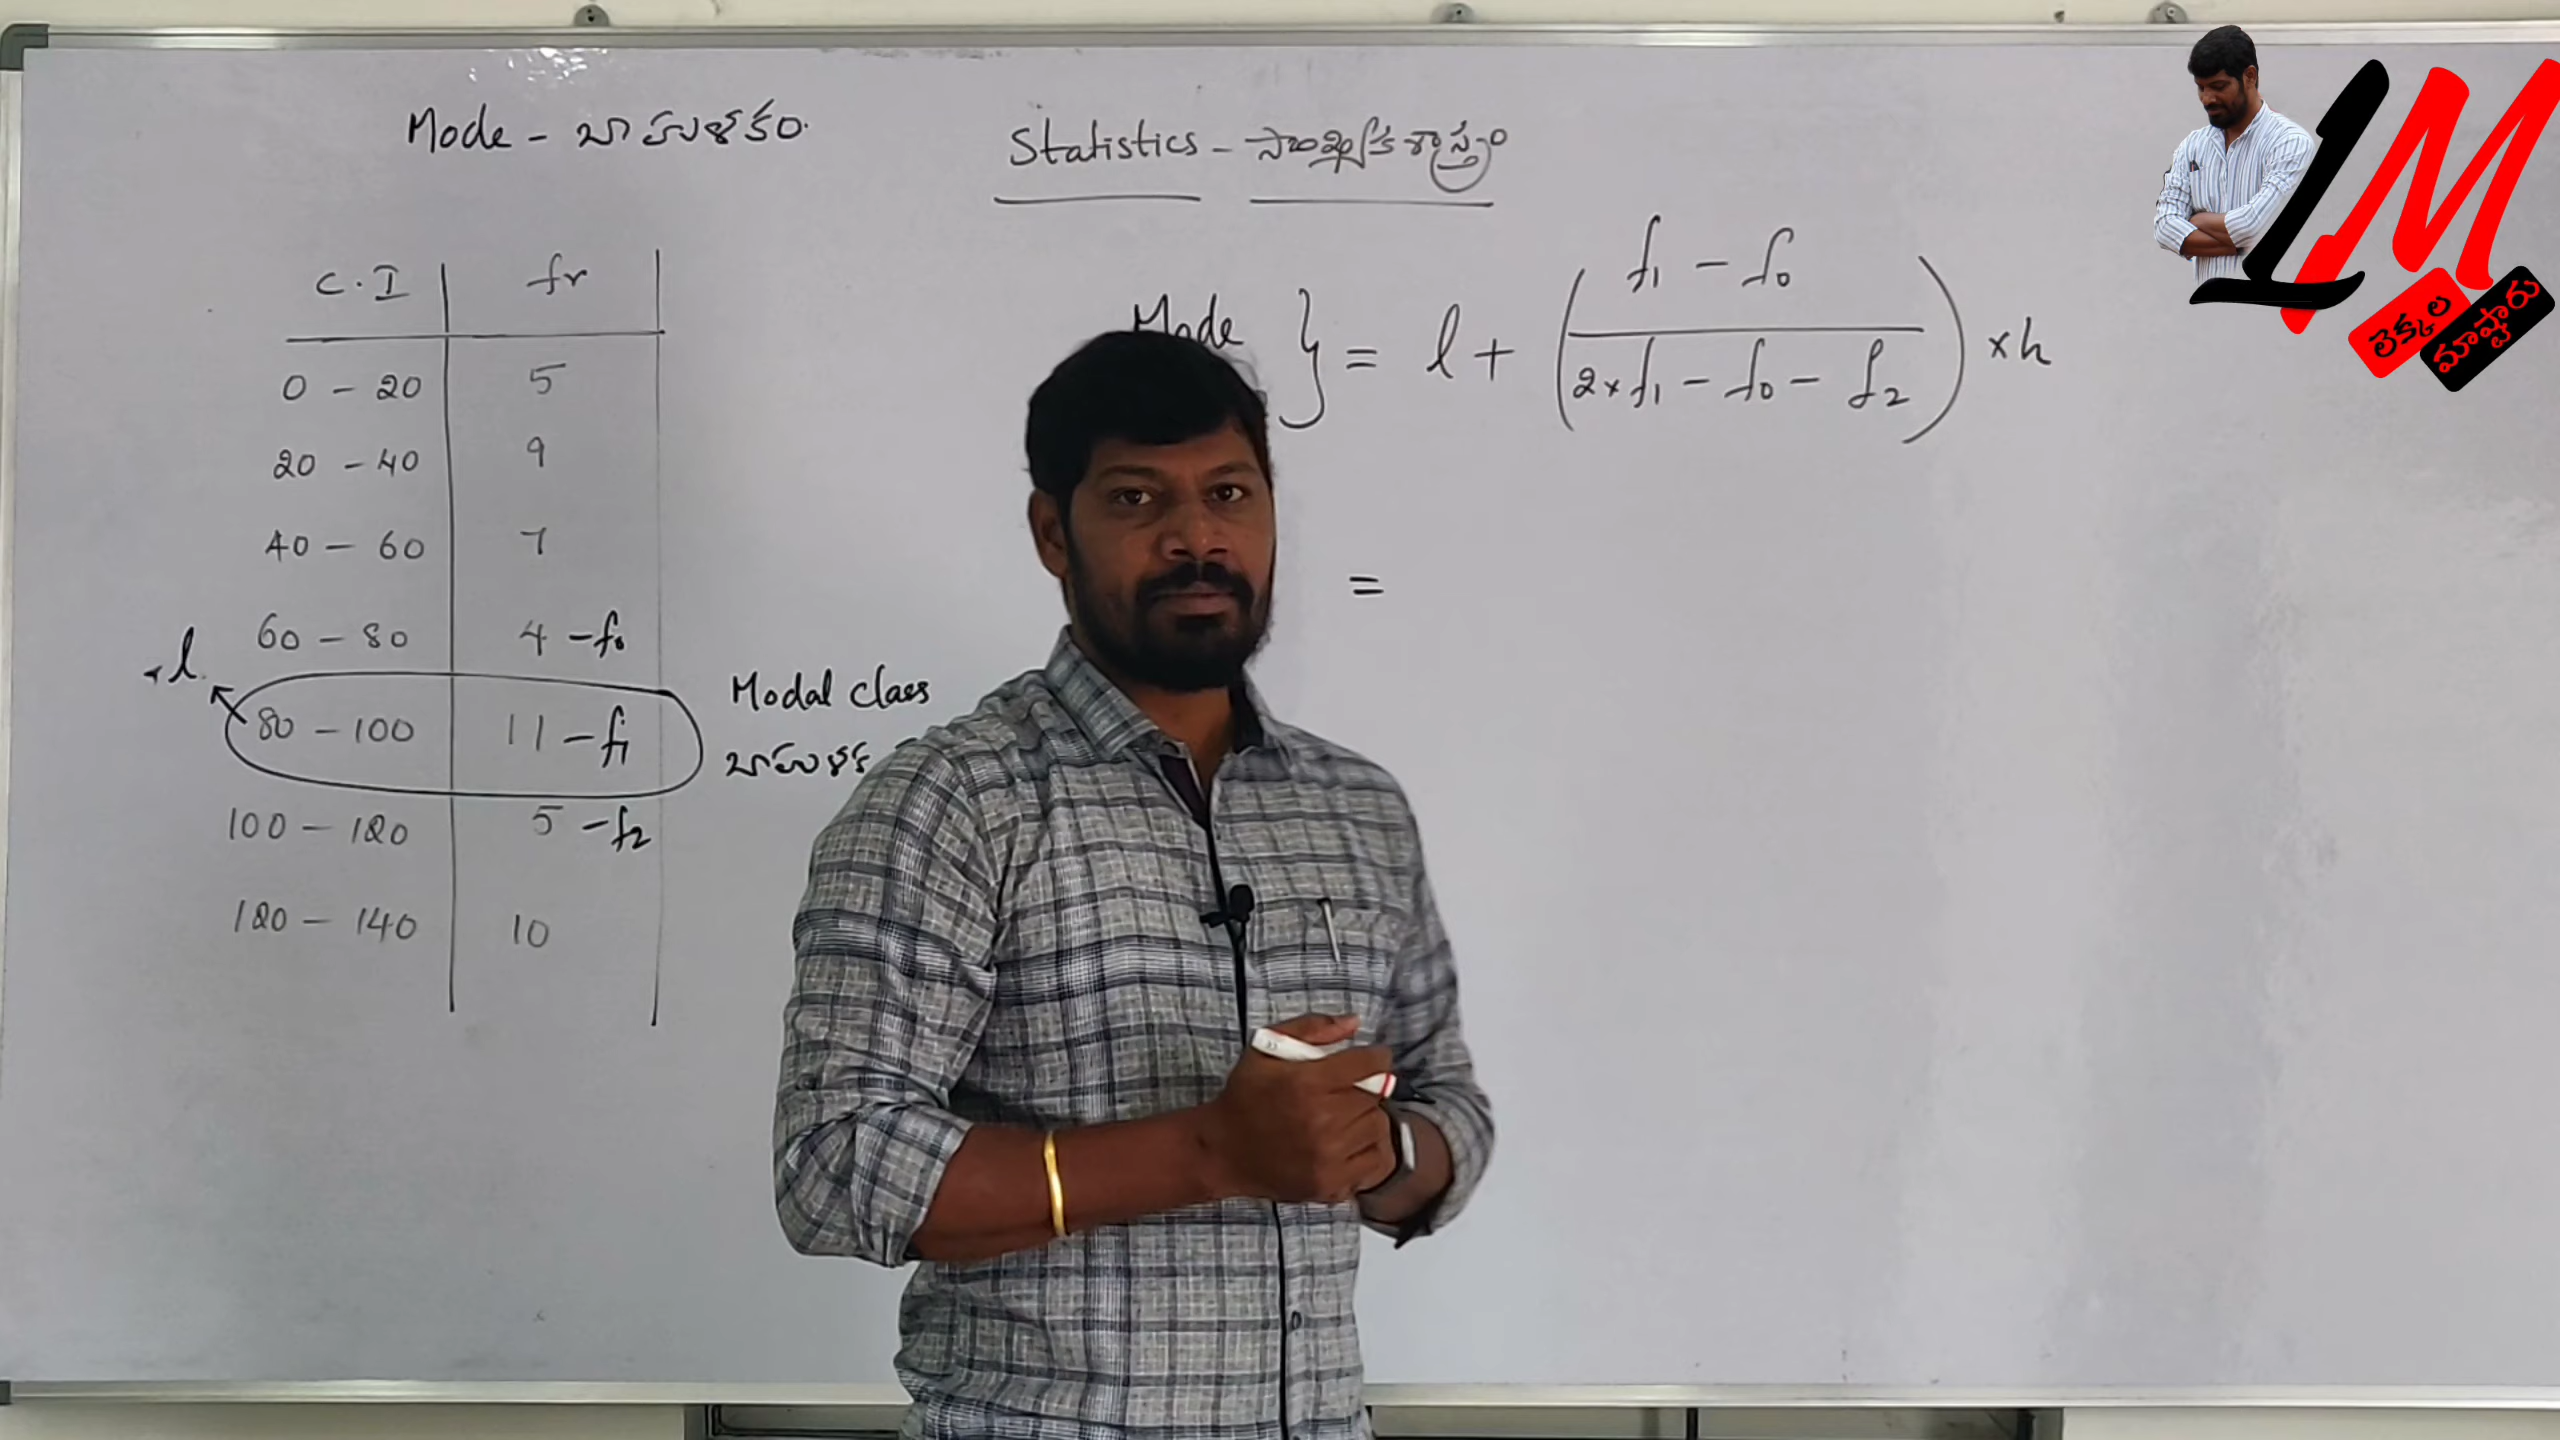 Mode - బాహుళకం.
Statistics - సాంఖ్యిక శాస్త్రం
C.I fr
0 - 20 5
20 - 40 9
40 - 60 7
60 - 80 4 - f₀
l
80 - 100 11 - f₁
100 - 120 5 - f₂
120 - 140 10
Modal Class
బాహుళక
Mode } = l + ( (f₁ - f₀) / (2×f₁ - f₀ - f₂) ) × h
=
LM
లెక్కల
మాష్టారు